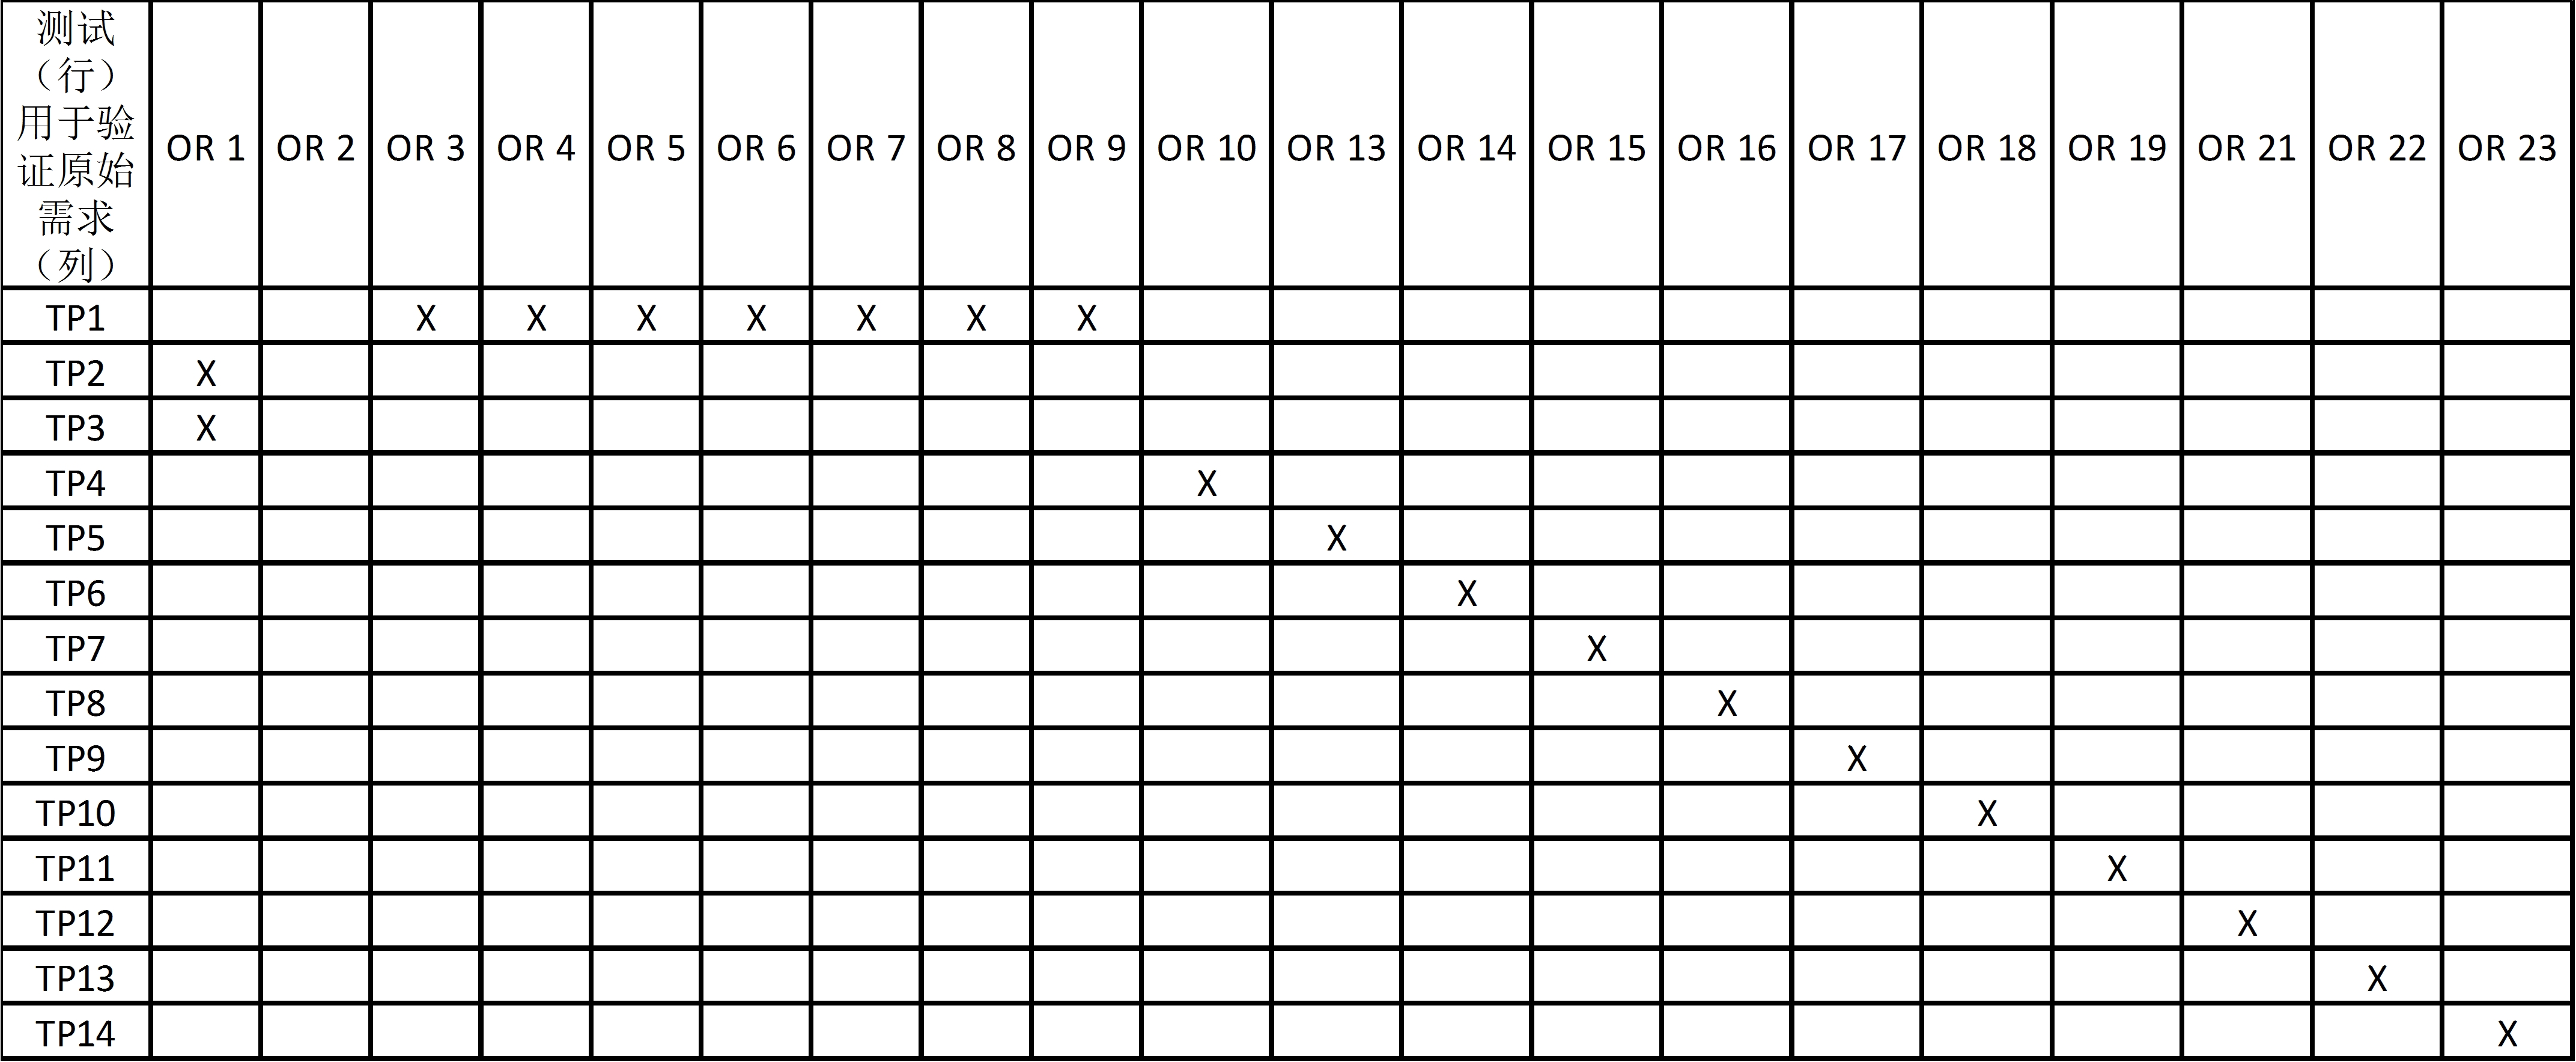 测试
（行）
用于验
证原始
需求
（列）
OR 1 OR 2 OR 3 OR 4 OR 5 OR 6 OR 7 OR 8 OR 9 OR 10 OR 13 OR 14 OR 15 OR 16 OR 17 OR 18 OR 19 OR 21 OR 22 OR 23
TP1 X X X X X X X
TP2 X
TP3 X
TP4 X
TP5 X
TP6 X
TP7 X
TP8 X
TP9 X
TP10 X
TP11 X
TP12 X
TP13 X
TP14 X